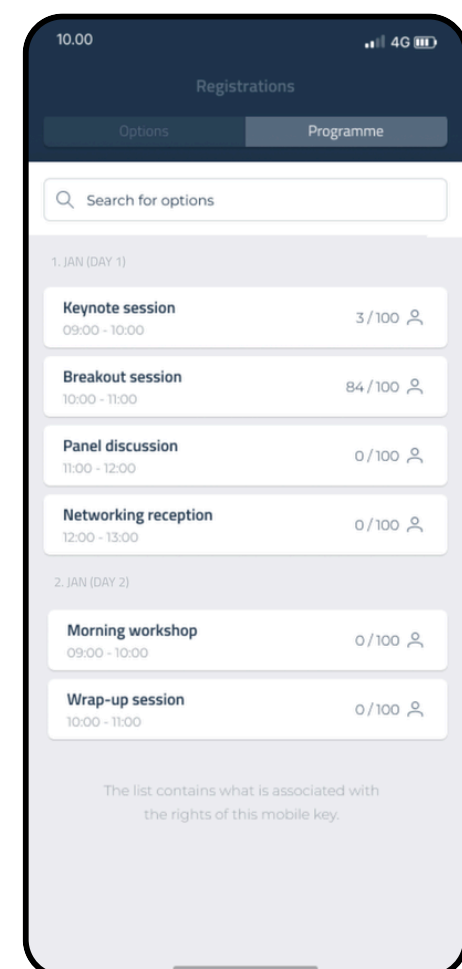 10.00
4G
Registrations
Options
Programme
Search for options
1. JAN (DAY 1)
Keynote session
3/100
09:00 - 10:00
Breakout session
84/100
10:00 - 11:00
Panel discussion
0/100
11:00 - 12:00
Networking reception
0/100
12:00 - 13:00
2. JAN (DAY 2)
Morning workshop
0/100
09:00 - 10:00
Wrap-up session
0/100
10:00 - 11:00
The list contains what is associated with
the rights of this mobile key.